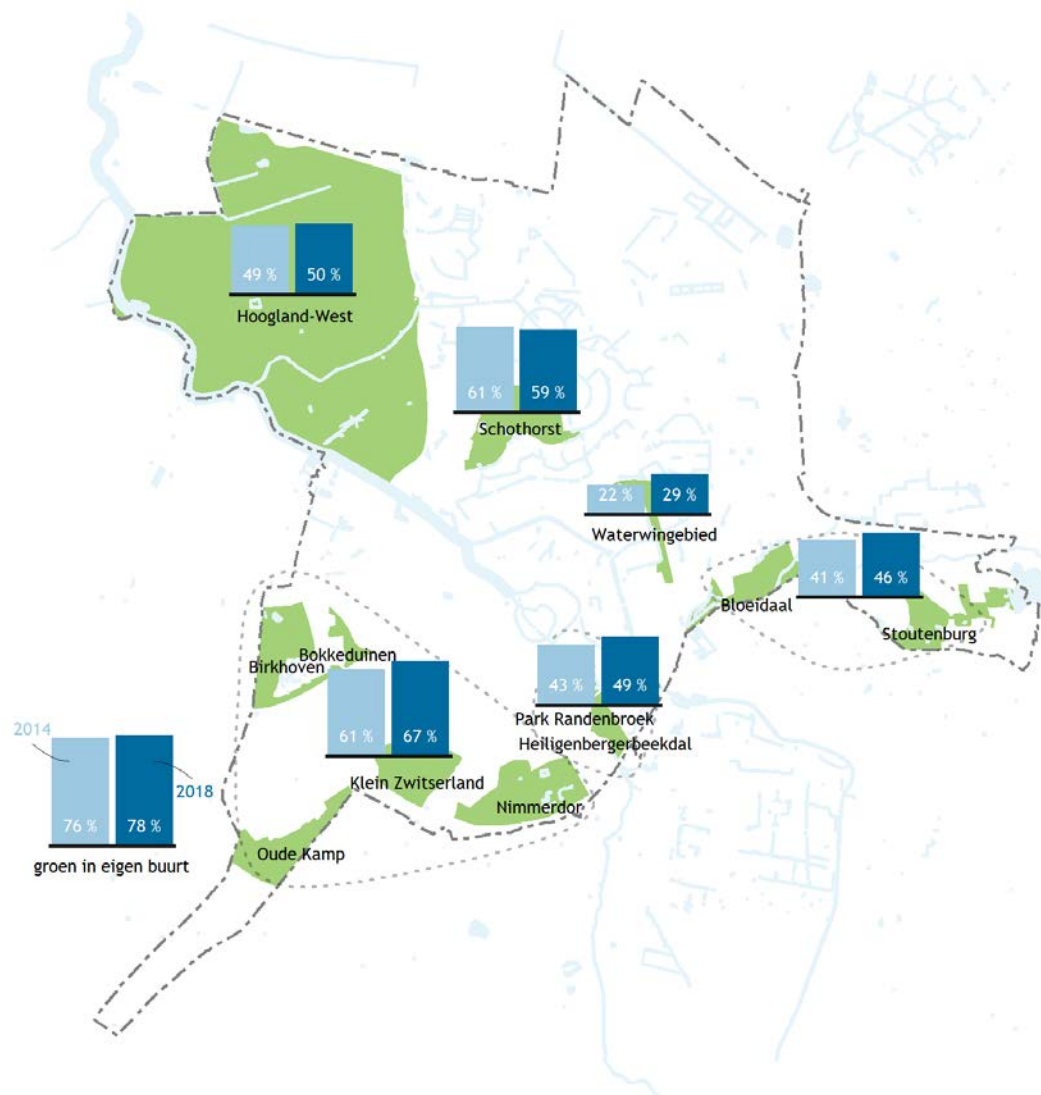 49 %
50 %
Hoogland-West
61 %
59 %
Schothorst
22 %
29 %
Waterwingebied
41 %
46 %
Bloeidaal
Stoutenburg
Bokkeduinen
Birkhoven
61 %
67 %
Klein Zwitserland
43 %
49 %
Park Randenbroek
Heiligenbergerbeekdal
Nimmerdor
Oude Kamp
2014
2018
76 %
78 %
groen in eigen buurt